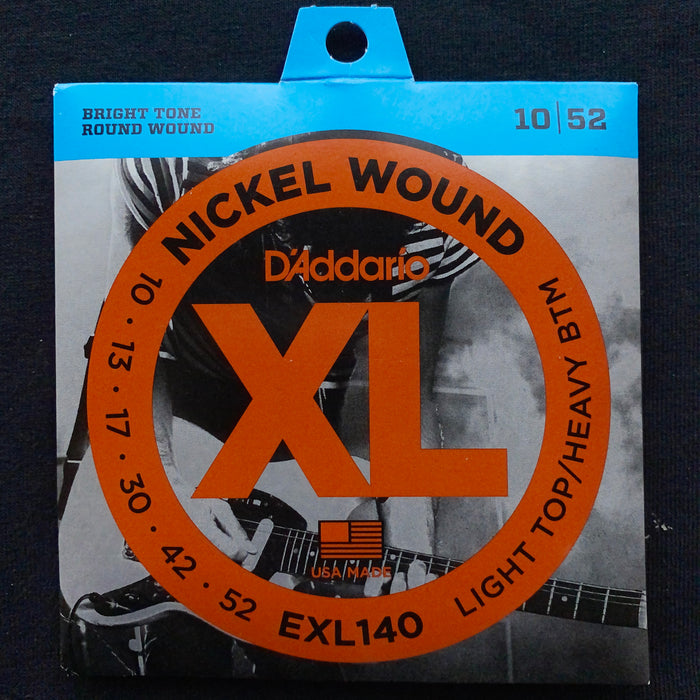 BRIGHT TONE
ROUND WOUND
10|52
NICKEL WOUND
D'Addario
XL
10 • 13 • 17 • 30 • 42 • 52
EXL140
LIGHT TOP/HEAVY BTM
USA MADE